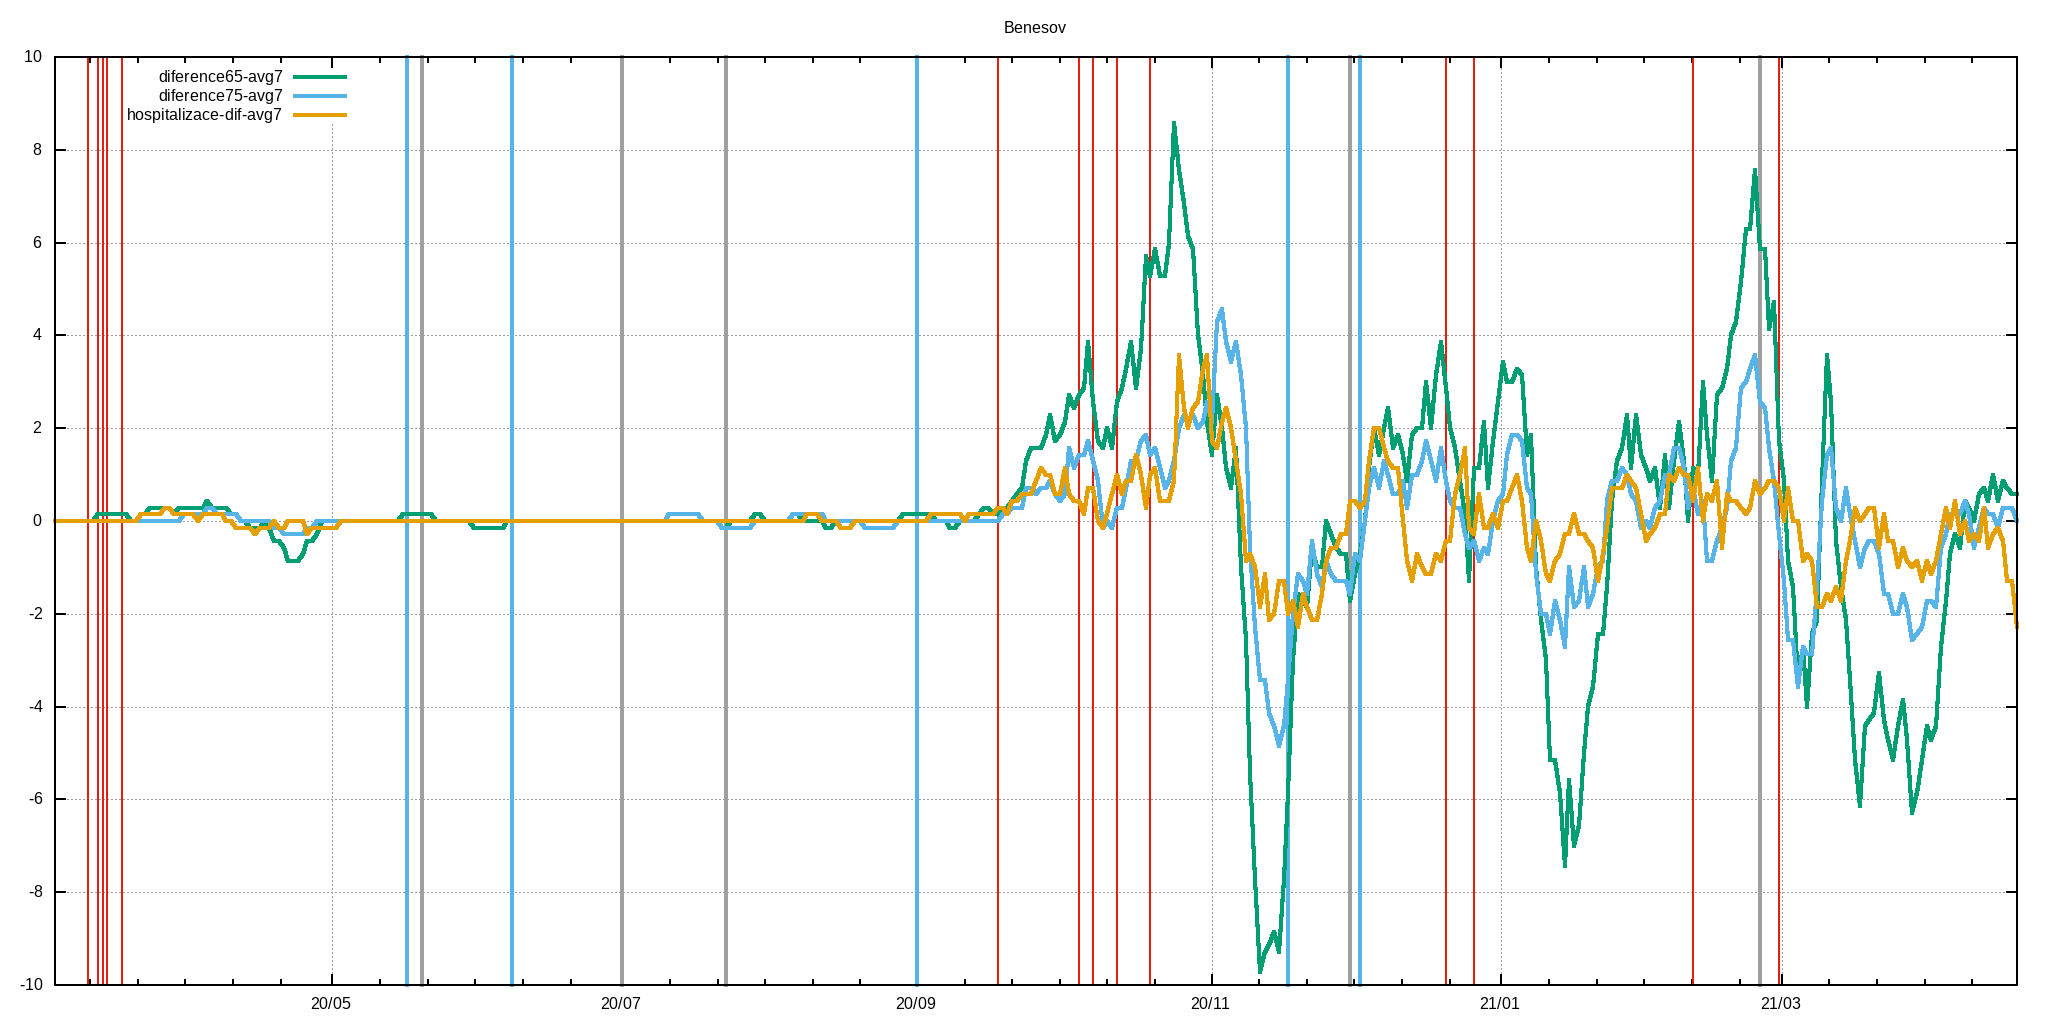 Benesov
10
diference65-avg7
diference75-avg7
hospitalizace-dif-avg7
8
6
4
2
0
-2
-4
-6
-8
-10
20/05 20/07 20/09 20/11 21/01 21/03